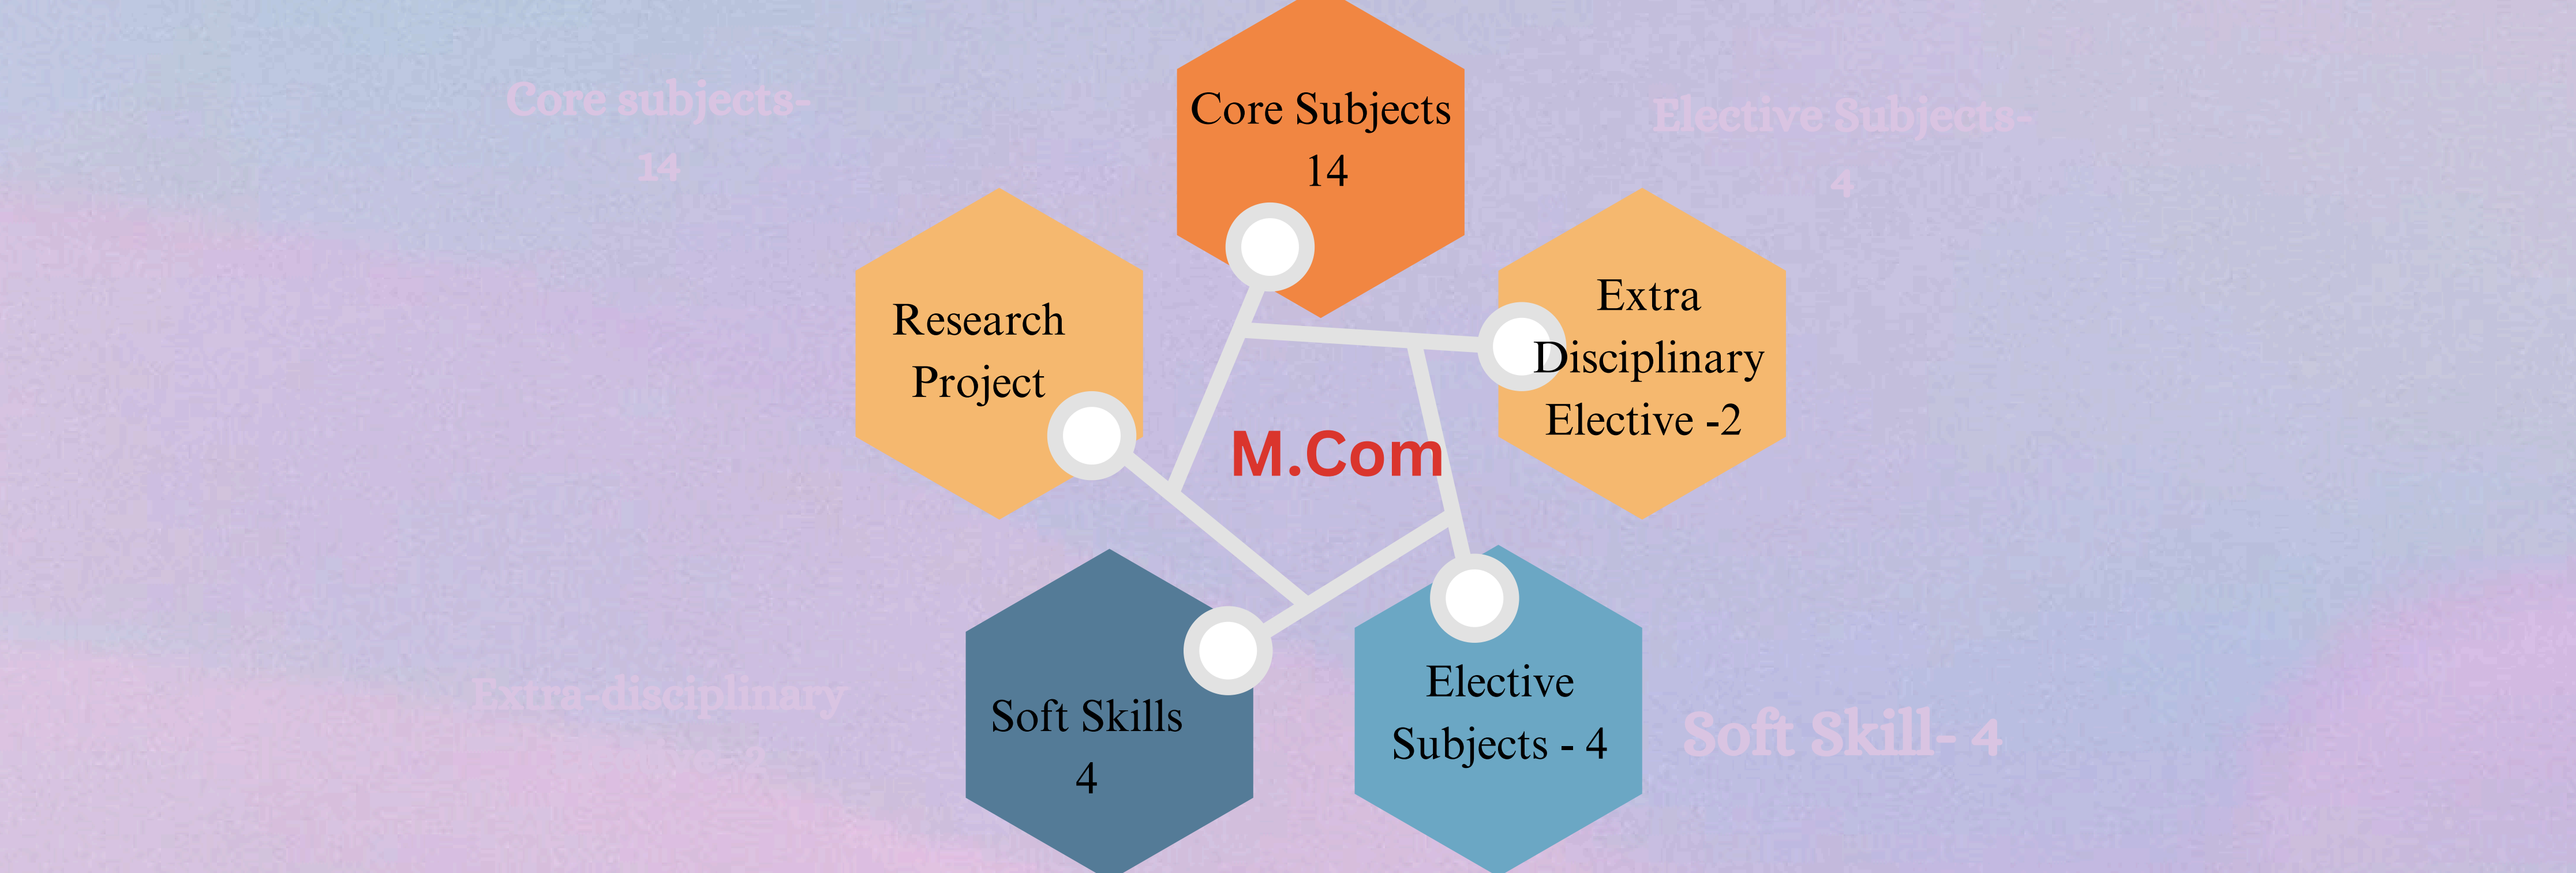 Core subjects-
14
Core Subjects
14
Elective Subjects-
4
Research
Project
Extra
Disciplinary
Elective -2
M.Com
Extra-disciplinary
Soft Skills
4
Elective
Subjects - 4
Soft Skill- 4